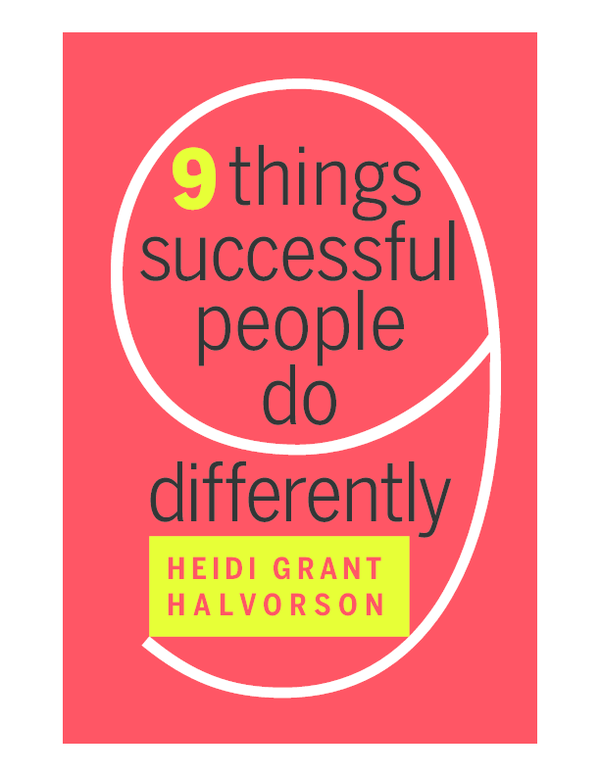 9 things
successful
people
do
differently
HEIDI GRANT
HALVORSON